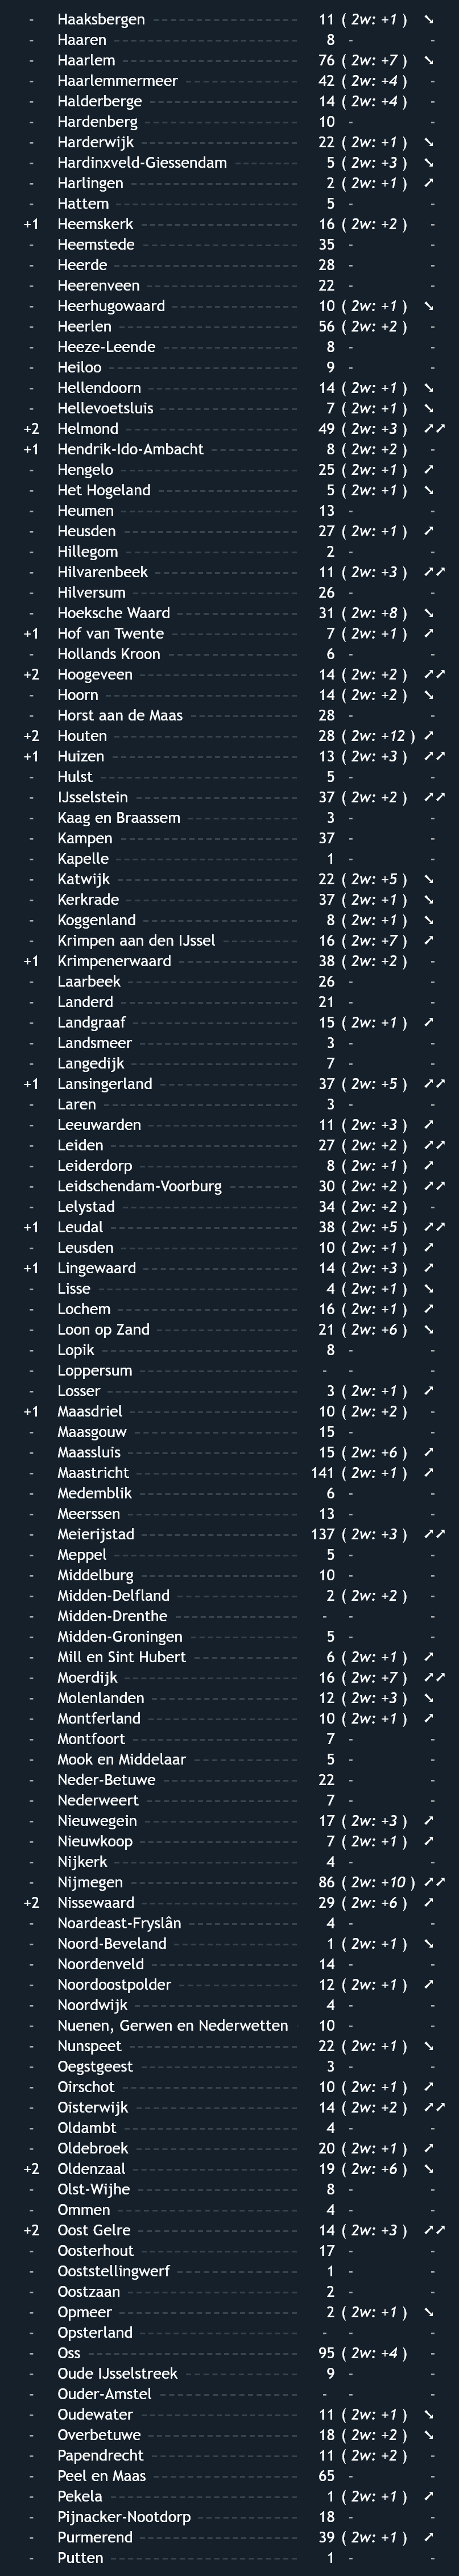 - Haaksbergen 11 ( 2w: +1 ) ➘
- Haaren 8 - -
- Haarlem 76 ( 2w: +7 ) ➘
- Haarlemmermeer 42 ( 2w: +4 ) -
- Halderberge 14 ( 2w: +4 ) -
- Hardenberg 10 - -
- Harderwijk 22 ( 2w: +1 ) ➘
- Hardinxveld-Giessendam 5 ( 2w: +3 ) ➘
- Harlingen 2 ( 2w: +1 ) ➚
- Hattem 5 - -
+1 Heemskerk 16 ( 2w: +2 ) -
- Heemstede 35 - -
- Heerde 28 - -
- Heerenveen 22 - -
- Heerhugowaard 10 ( 2w: +1 ) ➘
- Heerlen 56 ( 2w: +2 ) -
- Heeze-Leende 8 - -
- Heiloo 9 - -
- Hellendoorn 14 ( 2w: +1 ) ➘
- Hellevoetsluis 7 ( 2w: +1 ) ➘
+2 Helmond 49 ( 2w: +3 ) ➚➚
+1 Hendrik-Ido-Ambacht 8 ( 2w: +2 ) -
- Hengelo 25 ( 2w: +1 ) ➚
- Het Hogeland 5 ( 2w: +1 ) ➘
- Heumen 13 - -
- Heusden 27 ( 2w: +1 ) ➚
- Hillegom 2 - -
- Hilvarenbeek 11 ( 2w: +3 ) ➚➚
- Hilversum 26 - -
- Hoeksche Waard 31 ( 2w: +8 ) ➘
+1 Hof van Twente 7 ( 2w: +1 ) ➚
- Hollands Kroon 6 - -
+2 Hoogeveen 14 ( 2w: +2 ) ➚➚
- Hoorn 14 ( 2w: +2 ) ➘
- Horst aan de Maas 28 - -
+2 Houten 28 ( 2w: +12 ) ➚
+1 Huizen 13 ( 2w: +3 ) ➚➚
- Hulst 5 - -
- IJsselstein 37 ( 2w: +2 ) ➚➚
- Kaag en Braassem 3 - -
- Kampen 37 - -
- Kapelle 1 - -
- Katwijk 22 ( 2w: +5 ) ➘
- Kerkrade 37 ( 2w: +1 ) ➘
- Koggenland 8 ( 2w: +1 ) ➘
- Krimpen aan den IJssel 16 ( 2w: +7 ) ➚
+1 Krimpenerwaard 38 ( 2w: +2 ) -
- Laarbeek 26 - -
- Landerd 21 - -
- Landgraaf 15 ( 2w: +1 ) ➚
- Landsmeer 3 - -
- Langedijk 7 - -
+1 Lansingerland 37 ( 2w: +5 ) ➚➚
- Laren 3 - -
- Leeuwarden 11 ( 2w: +3 ) ➚
- Leiden 27 ( 2w: +2 ) ➚➚
- Leiderdorp 8 ( 2w: +1 ) ➚
- Leidschendam-Voorburg 30 ( 2w: +2 ) ➚➚
- Lelystad 34 ( 2w: +2 ) -
+1 Leudal 38 ( 2w: +5 ) ➚➚
- Leusden 10 ( 2w: +1 ) ➚
+1 Lingewaard 14 ( 2w: +3 ) ➚
- Lisse 4 ( 2w: +1 ) ➘
- Lochem 16 ( 2w: +1 ) ➚
- Loon op Zand 21 ( 2w: +6 ) ➘
- Lopik 8 - -
- Loppersum - - -
- Losser 3 ( 2w: +1 ) ➚
+1 Maasdriel 10 ( 2w: +2 ) -
- Maasgouw 15 - -
- Maassluis 15 ( 2w: +6 ) ➚
- Maastricht 141 ( 2w: +1 ) ➚
- Medemblik 6 - -
- Meerssen 13 - -
- Meierijstad 137 ( 2w: +3 ) ➚➚
- Meppel 5 - -
- Middelburg 10 - -
- Midden-Delfland 2 ( 2w: +2 ) -
- Midden-Drenthe - - -
- Midden-Groningen 5 - -
- Mill en Sint Hubert 6 ( 2w: +1 ) ➚
- Moerdijk 16 ( 2w: +7 ) ➚➚
- Molenlanden 12 ( 2w: +3 ) ➘
- Montferland 10 ( 2w: +1 ) ➚
- Montfoort 7 - -
- Mook en Middelaar 5 - -
- Neder-Betuwe 22 - -
- Nederweert 7 - -
- Nieuwegein 17 ( 2w: +3 ) ➚
- Nieuwkoop 7 ( 2w: +1 ) ➚
- Nijkerk 4 - -
- Nijmegen 86 ( 2w: +10 ) ➚➚
+2 Nissewaard 29 ( 2w: +6 ) ➚
- Noardeast-Fryslân 4 - -
- Noord-Beveland 1 ( 2w: +1 ) ➘
- Noordenveld 14 - -
- Noordoostpolder 12 ( 2w: +1 ) ➚
- Noordwijk 4 - -
- Nuenen, Gerwen en Nederwetten 10 - -
- Nunspeet 22 ( 2w: +1 ) ➘
- Oegstgeest 3 - -
- Oirschot 10 ( 2w: +1 ) ➚
- Oisterwijk 14 ( 2w: +2 ) ➚➚
- Oldambt 4 - -
- Oldebroek 20 ( 2w: +1 ) ➚
+2 Oldenzaal 19 ( 2w: +6 ) ➘
- Olst-Wijhe 8 - -
- Ommen 4 - -
+2 Oost Gelre 14 ( 2w: +3 ) ➚➚
- Oosterhout 17 - -
- Ooststellingwerf 1 - -
- Oostzaan 2 - -
- Opmeer 2 ( 2w: +1 ) ➘
- Opsterland - - -
- Oss 95 ( 2w: +4 ) -
- Oude IJsselstreek 9 - -
- Ouder-Amstel - - -
- Oudewater 11 ( 2w: +1 ) ➘
- Overbetuwe 18 ( 2w: +2 ) ➘
- Papendrecht 11 ( 2w: +2 ) -
- Peel en Maas 65 - -
- Pekela 1 ( 2w: +1 ) ➚
- Pijnacker-Nootdorp 18 - -
- Purmerend 39 ( 2w: +1 ) ➚
- Putten 1 - -